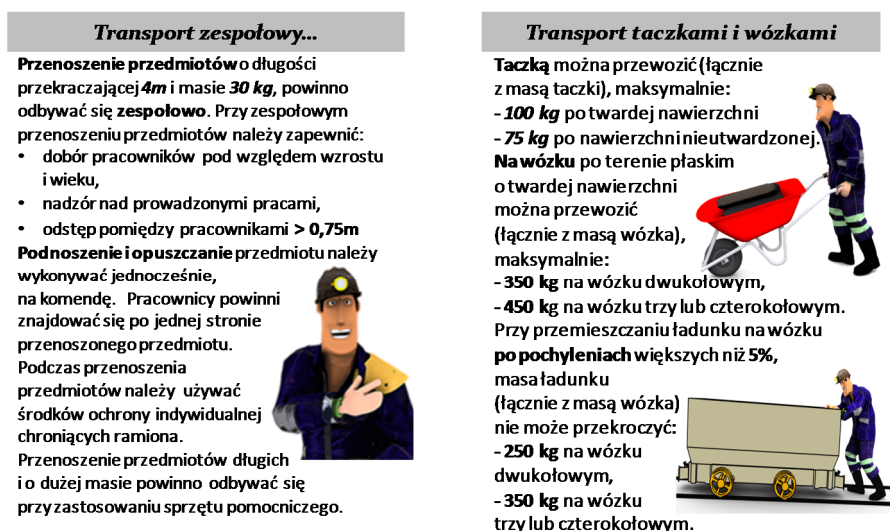 Transport zespołowy...
Przenoszenie przedmiotów o długości
przekraczającej 4m i masie 30 kg, powinno
odbywać się zespołowo. Przy zespołowym
przenoszeniu przedmiotów należy zapewnić:
• dobór pracowników pod względem wzrostu
i wieku,
• nadzór nad prowadzonymi pracami,
• odstęp pomiędzy pracownikami > 0,75m
Podnoszenie i opuszczanie przedmiotu należy
wykonywać jednocześnie,
na komendę. Pracownicy powinni
znajdować się po jednej stronie
przenoszonego przedmiotu.
Podczas przenoszenia
przedmiotów należy używać
środków ochrony indywidualnej
chroniących ramiona.
Przenoszenie przedmiotów długich
i o dużej masie powinno odbywać się
przy zastosowaniu sprzętu pomocniczego.
Transport taczkami i wózkami
Taczką można przewozić (łącznie
z masą taczki), maksymalnie:
- 100 kg po twardej nawierzchni
- 75 kg po nawierzchni nieutwardzonej.
Na wózku po terenie płaskim
o twardej nawierzchni
można przewozić
(łącznie z masą wózka),
maksymalnie:
- 350 kg na wózku dwukołowym,
- 450 kg na wózku trzy lub czterokołowym.
Przy przemieszczaniu ładunku na wózku
po pochyleniach większych niż 5%,
masa ładunku
(łącznie z masą wózka)
nie może przekroczyć:
- 250 kg na wózku
dwukołowym,
- 350 kg na wózku
trzy lub czterokołowym.